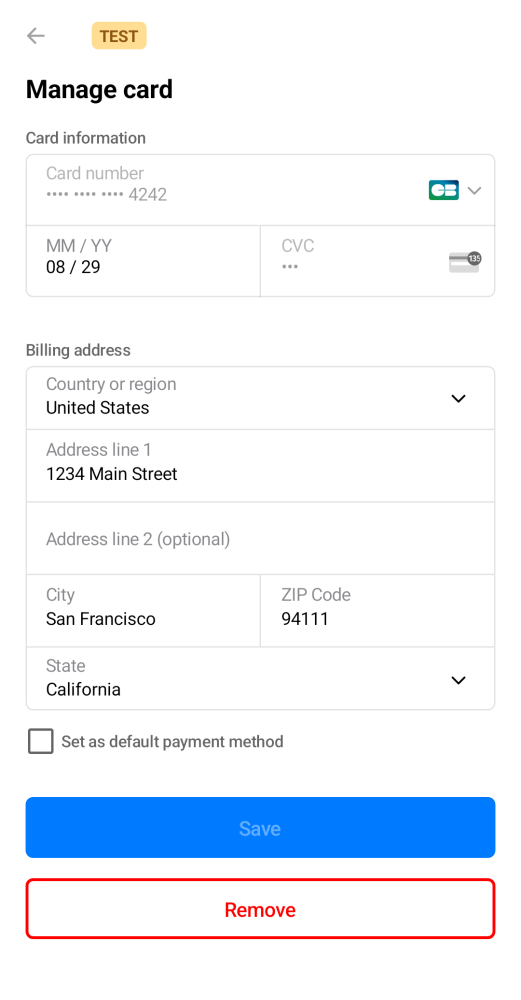 TEST
Manage card
Card information
Card number
•••• •••• •••• 4242
CB
MM / YY
08 / 29
CVC
•••
135
Billing address
Country or region
United States
Address line 1
1234 Main Street
Address line 2 (optional)
City
San Francisco
ZIP Code
94111
State
California
Set as default payment method
Save
Remove